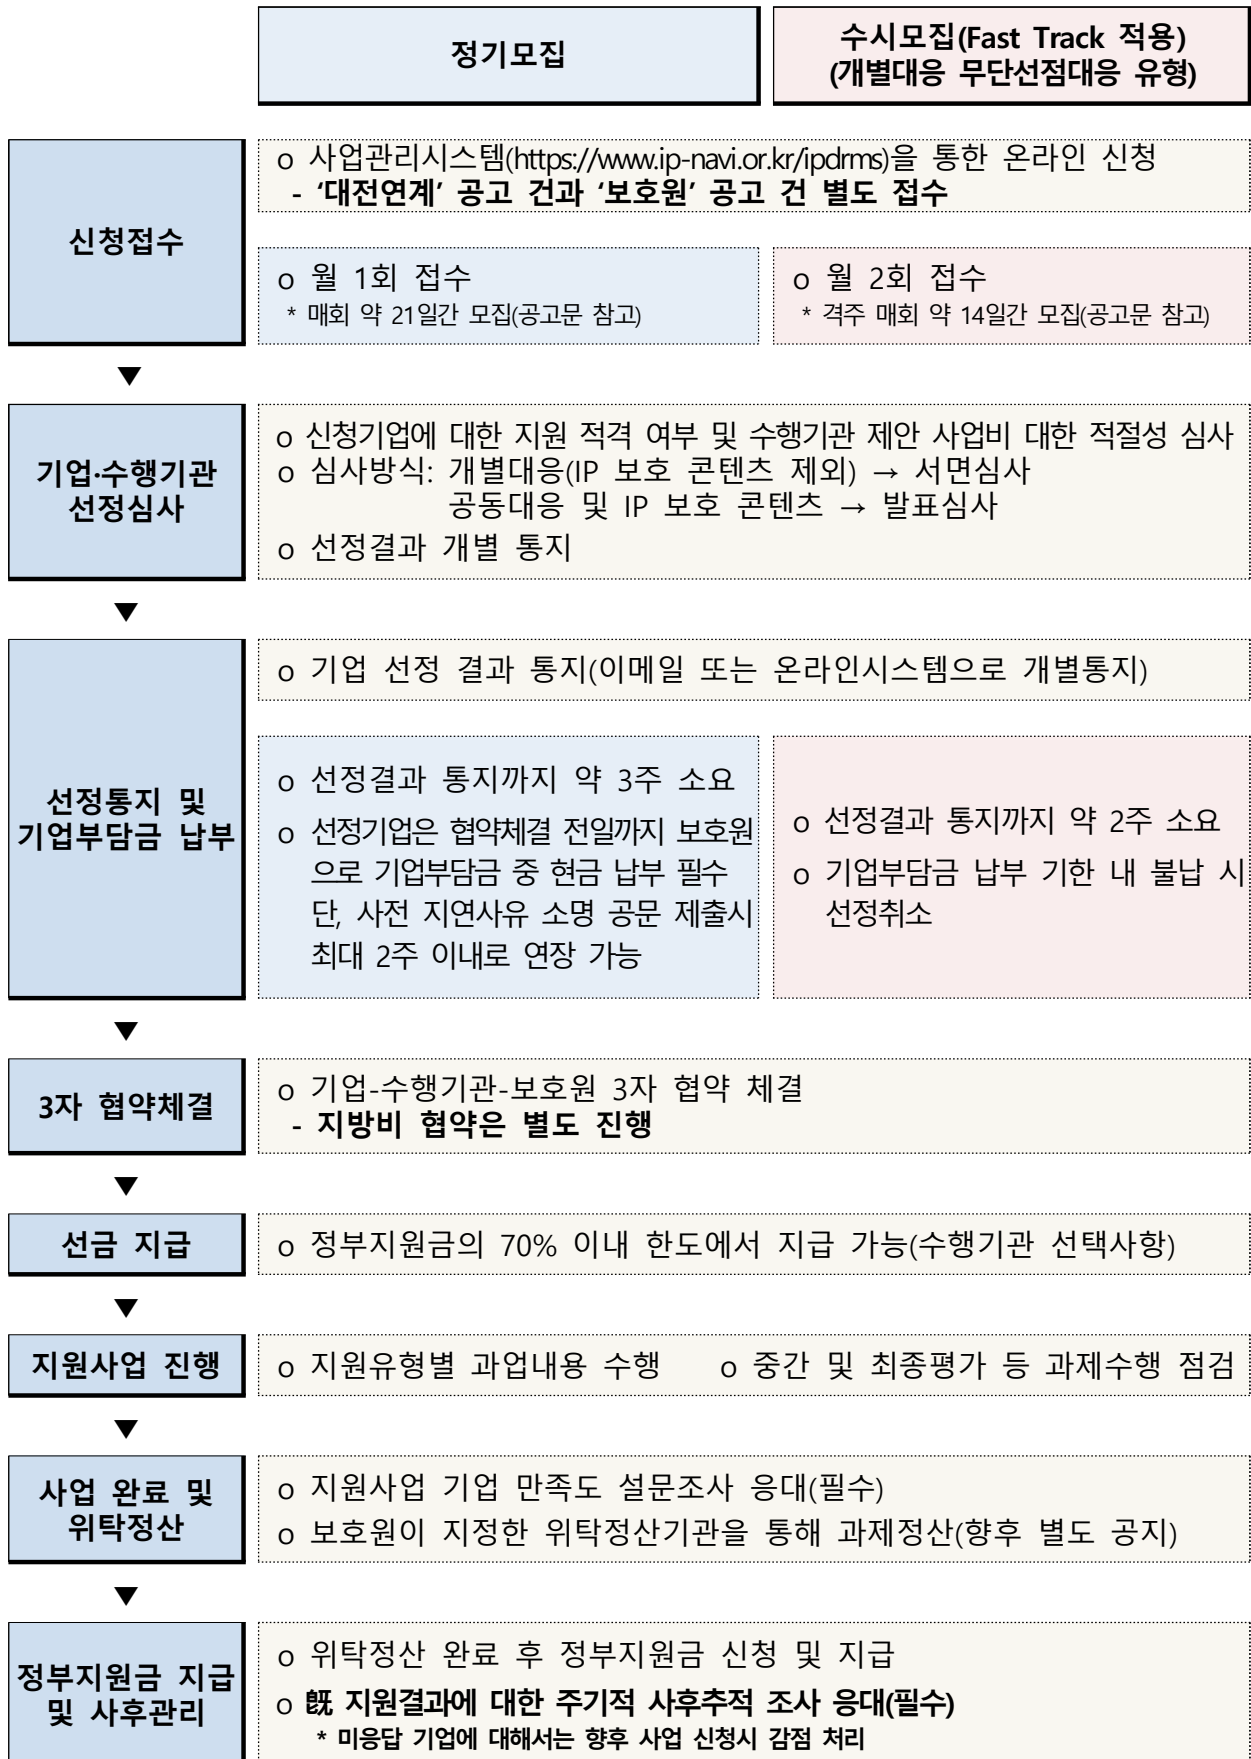 정기모집
수시모집(Fast Track 적용)
(개별대응 무단선점대응 유형)
신청접수
o 사업관리시스템(https://www.ip-navi.or.kr/ipdrms)을 통한 온라인 신청
- ‘대전연계’ 공고 건과 ‘보호원’ 공고 건 별도 접수
o 월 1회 접수
* 매회 약 21일간 모집(공고문 참고)
o 월 2회 접수
* 격주 매회 약 14일간 모집(공고문 참고)
▼
기업·수행기관
선정심사
o 신청기업에 대한 지원 적격 여부 및 수행기관 제안 사업비 대한 적절성 심사
o 심사방식: 개별대응(IP 보호 콘텐츠 제외) → 서면심사
공동대응 및 IP 보호 콘텐츠 → 발표심사
o 선정결과 개별 통지
▼
선정통지 및
기업부담금 납부
o 기업 선정 결과 통지(이메일 또는 온라인시스템으로 개별통지)
o 선정결과 통지까지 약 3주 소요
o 선정기업은 협약체결 전일까지 보호원
으로 기업부담금 중 현금 납부 필수
단, 사전 지연사유 소명 공문 제출시
최대 2주 이내로 연장 가능
o 선정결과 통지까지 약 2주 소요
o 기업부담금 납부 기한 내 불납 시
선정취소
▼
3자 협약체결
o 기업-수행기관-보호원 3자 협약 체결
- 지방비 협약은 별도 진행
▼
선금 지급
o 정부지원금의 70% 이내 한도에서 지급 가능(수행기관 선택사항)
▼
지원사업 진행
o 지원유형별 과업내용 수행 o 중간 및 최종평가 등 과제수행 점검
▼
사업 완료 및
위탁정산
o 지원사업 기업 만족도 설문조사 응대(필수)
o 보호원이 지정한 위탁정산기관을 통해 과제정산(향후 별도 공지)
▼
정부지원금 지급
및 사후관리
o 위탁정산 완료 후 정부지원금 신청 및 지급
o 旣 지원결과에 대한 주기적 사후추적 조사 응대(필수)
* 미응답 기업에 대해서는 향후 사업 신청시 감점 처리